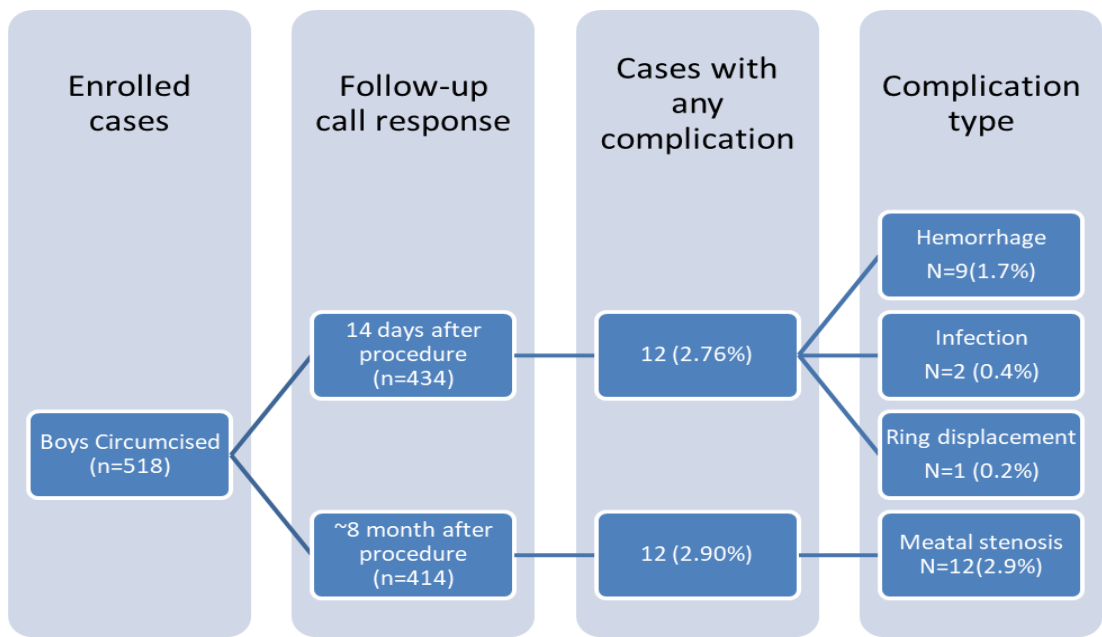 Enrolled
cases
Follow-up
call response
Cases with
any
complication
Complication
type
Boys Circumcised
(n=518)
14 days after
procedure
(n=434)
~8 month after
procedure
(n=414)
12 (2.76%)
12 (2.90%)
Hemorrhage
N=9(1.7%)
Infection
N=2 (0.4%)
Ring displacement
N=1 (0.2%)
Meatal stenosis
N=12(2.9%)